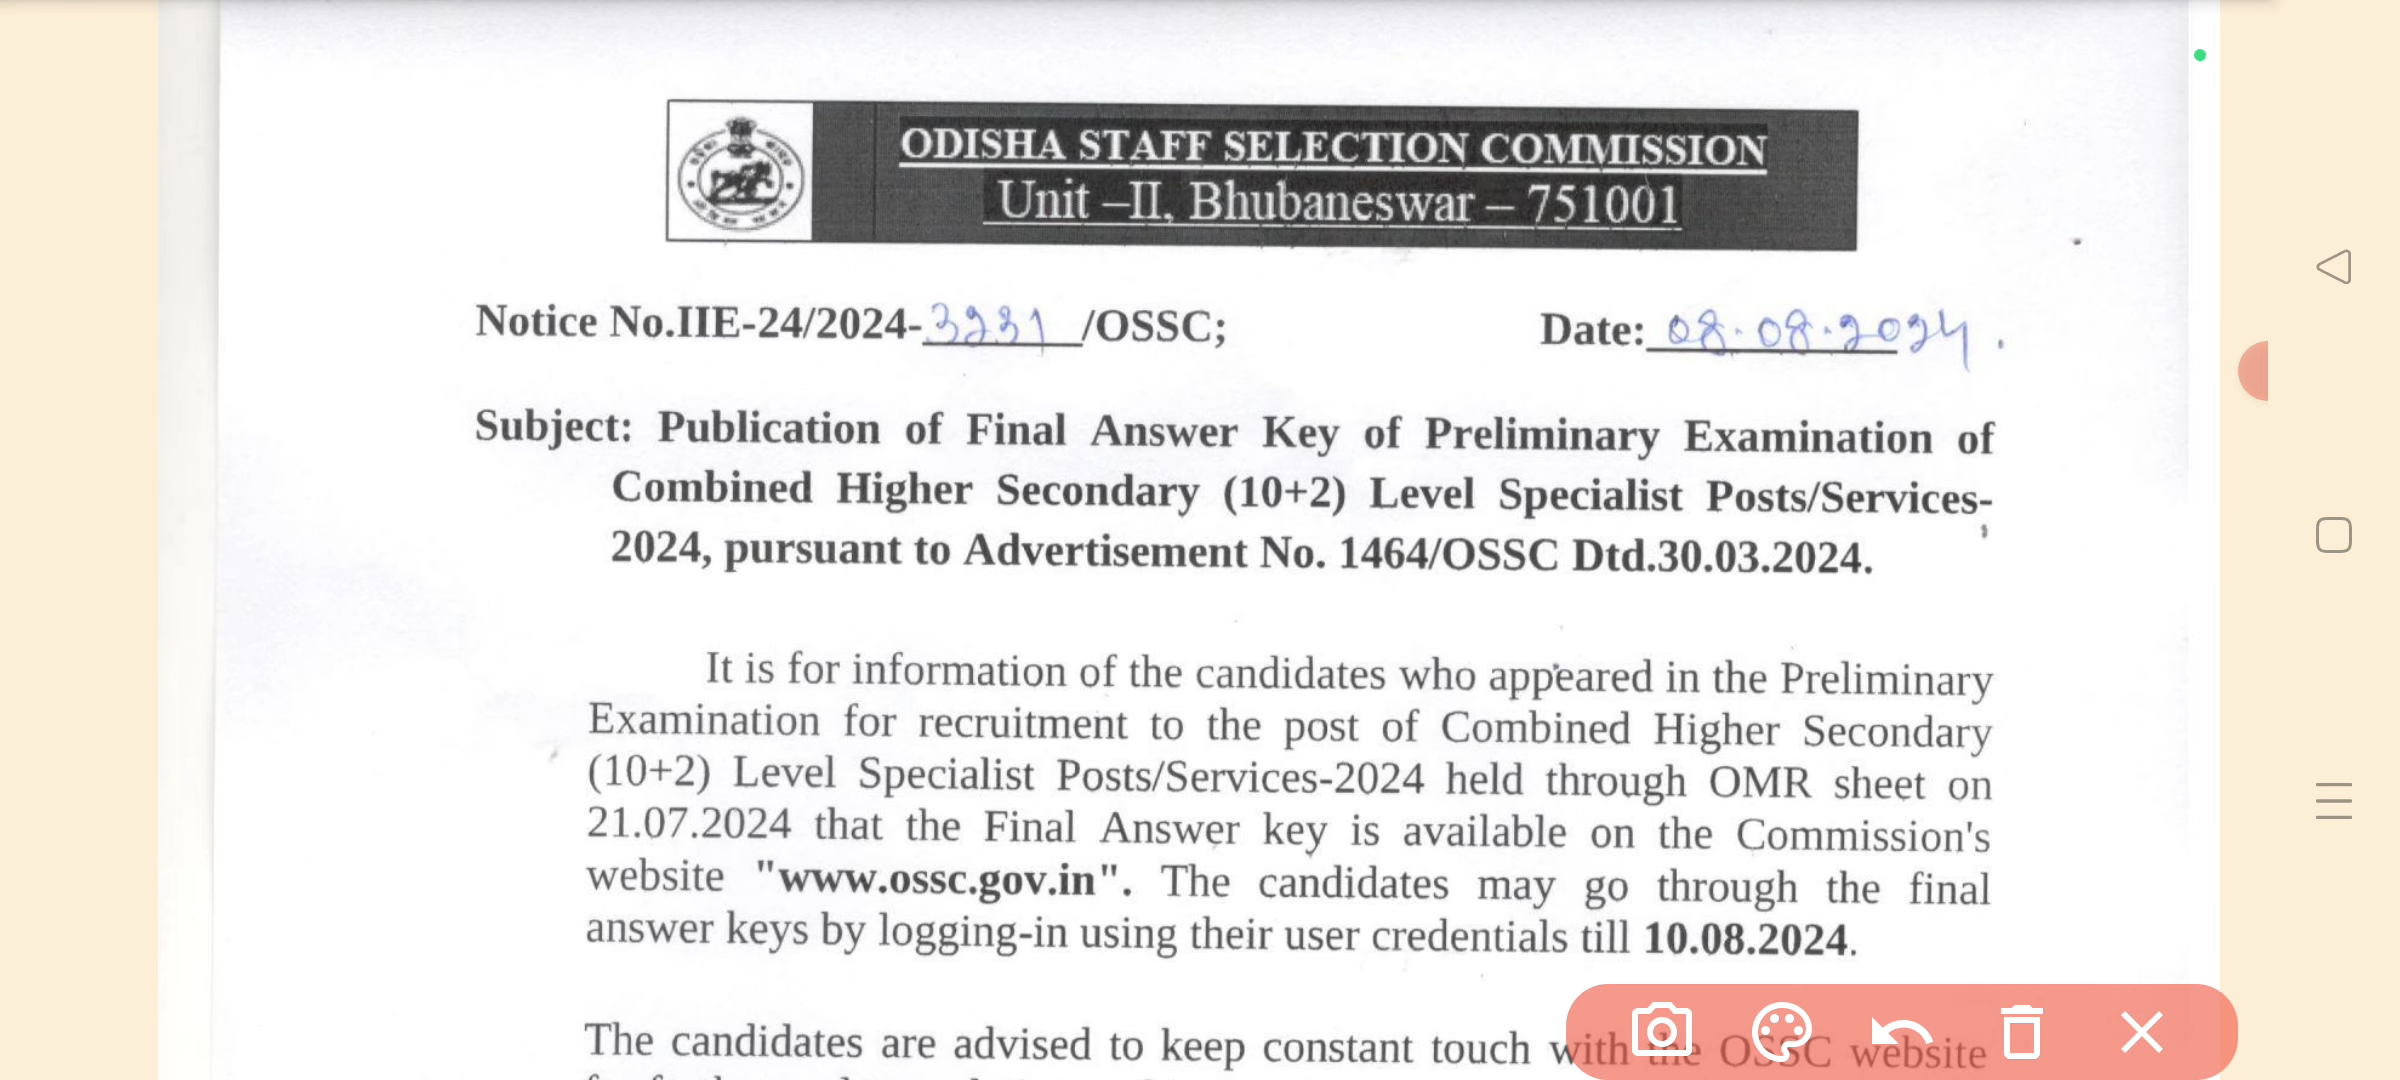 ODISHA STAFF SELECTION COMMISSION
Unit –II, Bhubaneswar – 751001
Notice No.IIE-24/2024-3231/OSSC;
Date: 08.08.2024.
Subject: Publication of Final Answer Key of Preliminary Examination of
Combined Higher Secondary (10+2) Level Specialist Posts/Services-
2024, pursuant to Advertisement No. 1464/OSSC Dtd.30.03.2024.
It is for information of the candidates who appeared in the Preliminary
Examination for recruitment to the post of Combined Higher Secondary
(10+2) Level Specialist Posts/Services-2024 held through OMR sheet on
21.07.2024 that the Final Answer key is available on the Commission's
website "www.ossc.gov.in". The candidates may go through the final
answer keys by logging-in using their user credentials till 10.08.2024.
The candidates are advised to keep constant touch with the OSSC website